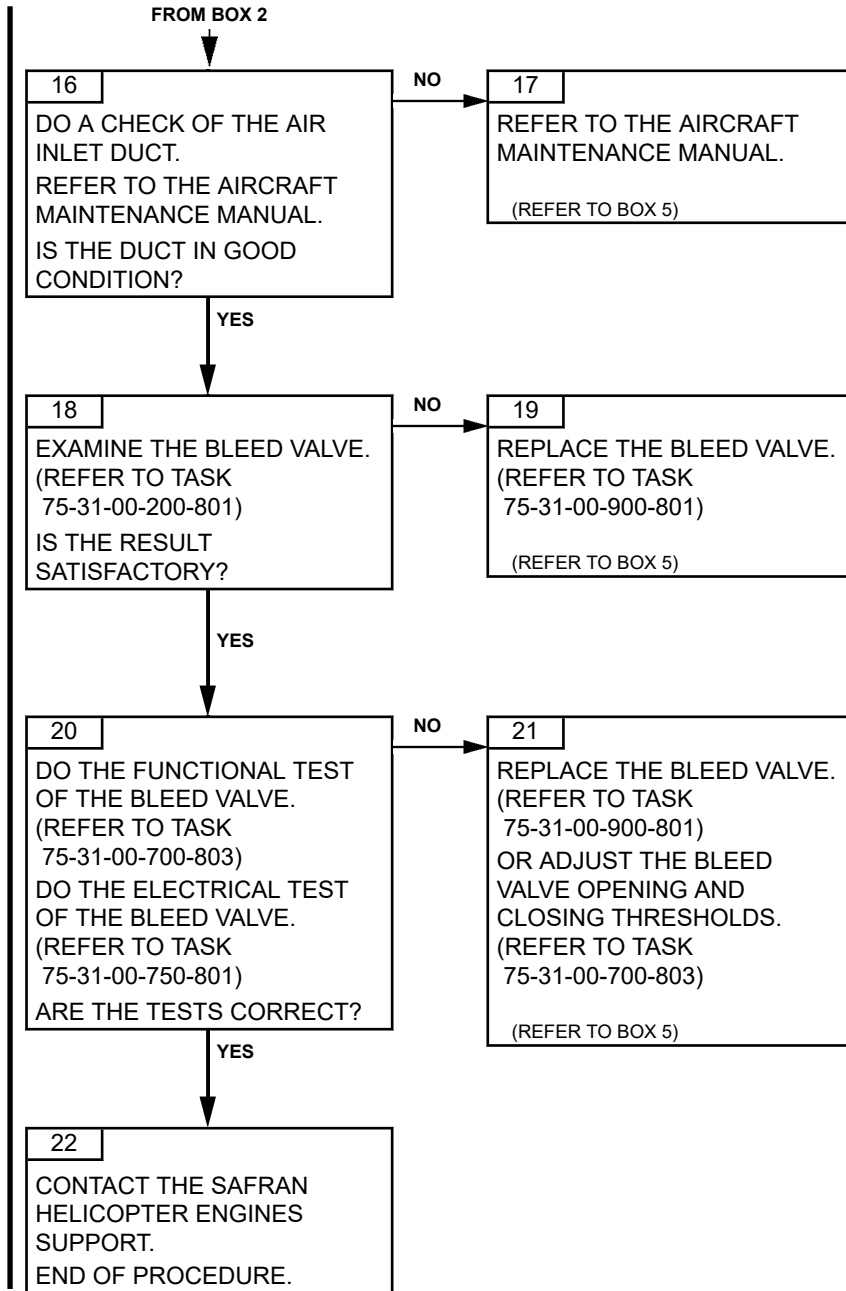 FROM BOX 2
16
DO A CHECK OF THE AIR
INLET DUCT.
REFER TO THE AIRCRAFT
MAINTENANCE MANUAL.
IS THE DUCT IN GOOD
CONDITION?
NO
17
REFER TO THE AIRCRAFT
MAINTENANCE MANUAL.
(REFER TO BOX 5)
YES
18
EXAMINE THE BLEED VALVE.
(REFER TO TASK
75-31-00-200-801)
IS THE RESULT
SATISFACTORY?
NO
19
REPLACE THE BLEED VALVE.
(REFER TO TASK
75-31-00-900-801)
(REFER TO BOX 5)
YES
20
DO THE FUNCTIONAL TEST
OF THE BLEED VALVE.
(REFER TO TASK
75-31-00-700-803)
DO THE ELECTRICAL TEST
OF THE BLEED VALVE.
(REFER TO TASK
75-31-00-750-801)
ARE THE TESTS CORRECT?
NO
21
REPLACE THE BLEED VALVE.
(REFER TO TASK
75-31-00-900-801)
OR ADJUST THE BLEED
VALVE OPENING AND
CLOSING THRESHOLDS.
(REFER TO TASK
75-31-00-700-803)
(REFER TO BOX 5)
YES
22
CONTACT THE SAFRAN
HELICOPTER ENGINES
SUPPORT.
END OF PROCEDURE.